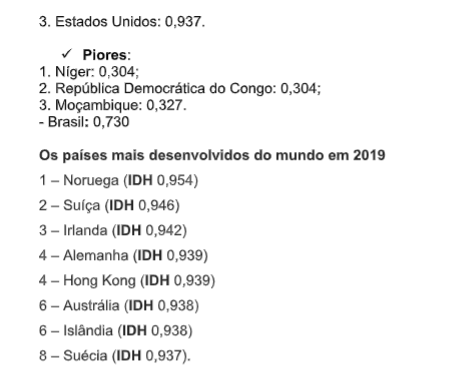 3. Estados Unidos: 0,937.
✓ Piores:
1. Níger: 0,304;
2. República Democrática do Congo: 0,304;
3. Moçambique: 0,327.
- Brasil: 0,730
Os países mais desenvolvidos do mundo em 2019
1 – Noruega (IDH 0,954)
2 – Suíça (IDH 0,946)
3 – Irlanda (IDH 0,942)
4 – Alemanha (IDH 0,939)
4 – Hong Kong (IDH 0,939)
6 – Austrália (IDH 0,938)
6 – Islândia (IDH 0,938)
8 – Suécia (IDH 0,937).